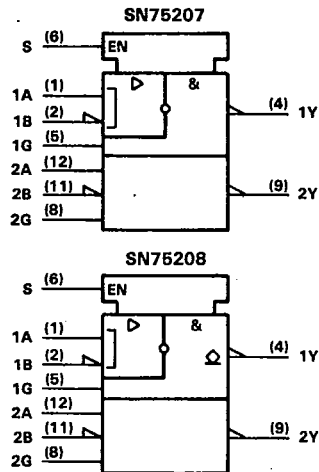 SN75207
S (6) EN
&
1A (1)
(4) 1Y
1B (2)
1G (5)
2A (12)
2B (11)
(9) 2Y
2G (8)
SN75208
S (6) EN
&
1A (1)
(4) 1Y
1B (2)
1G (5)
2A (12)
2B (11)
(9) 2Y
2G (8)